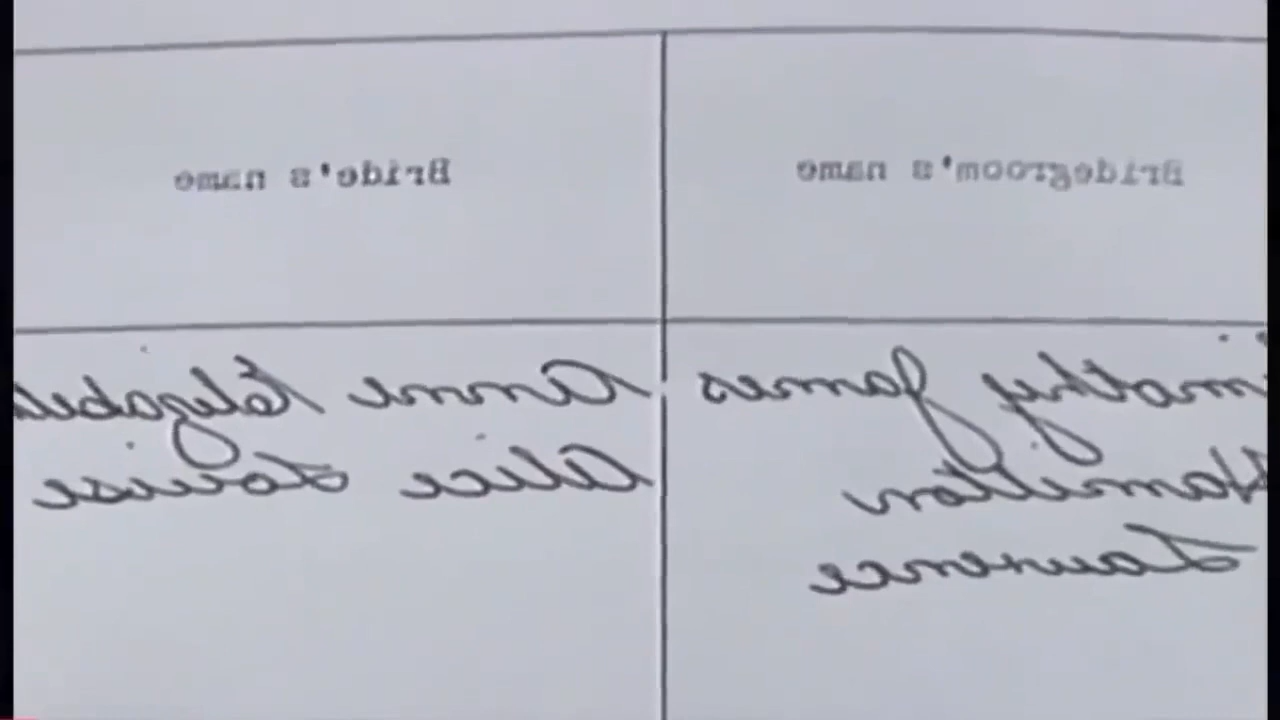 Bridegroom's name
Bride's name
James
Hamilton
Laurence
Anne
Alice Louise